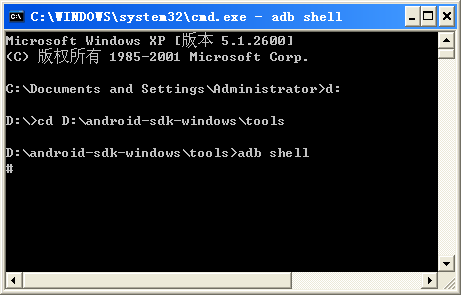 C:\WINDOWS\system32\cmd.exe - adb shell
Microsoft Windows XP [版本 5.1.2600]
(C) 版权所有 1985-2001 Microsoft Corp.
C:\Documents and Settings\Administrator>d:
D:\>cd D:\android-sdk-windows\tools
D:\android-sdk-windows\tools>adb shell
#